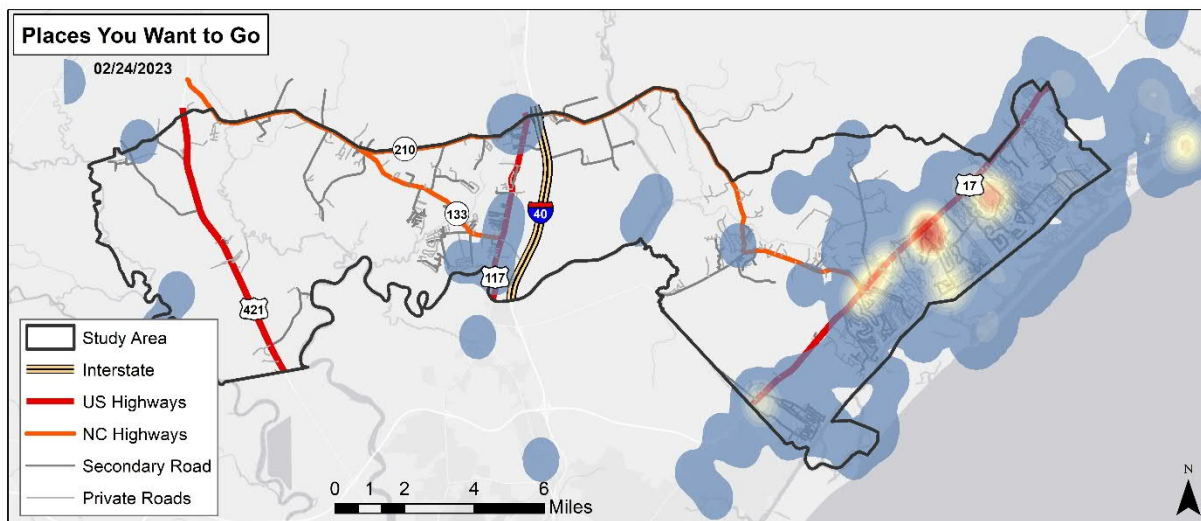 Places You Want to Go
02/24/2023
210
133
40
117
421
17
Study Area
Interstate
US Highways
NC Highways
Secondary Road
Private Roads
0 1 2 4 6
Miles
N